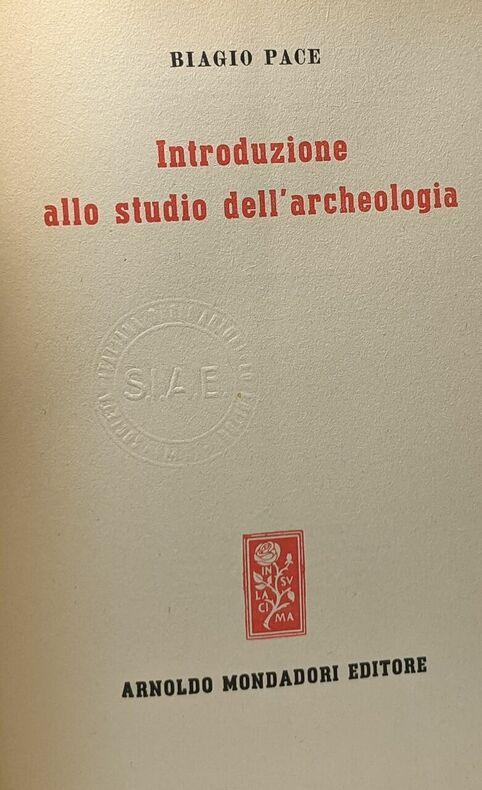 BIAGIO PACE
Introduzione
allo studio dell'archeologia
S.I.A.E.
IN
SV
LA
CI
MA
ARNOLDO MONDADORI EDITORE